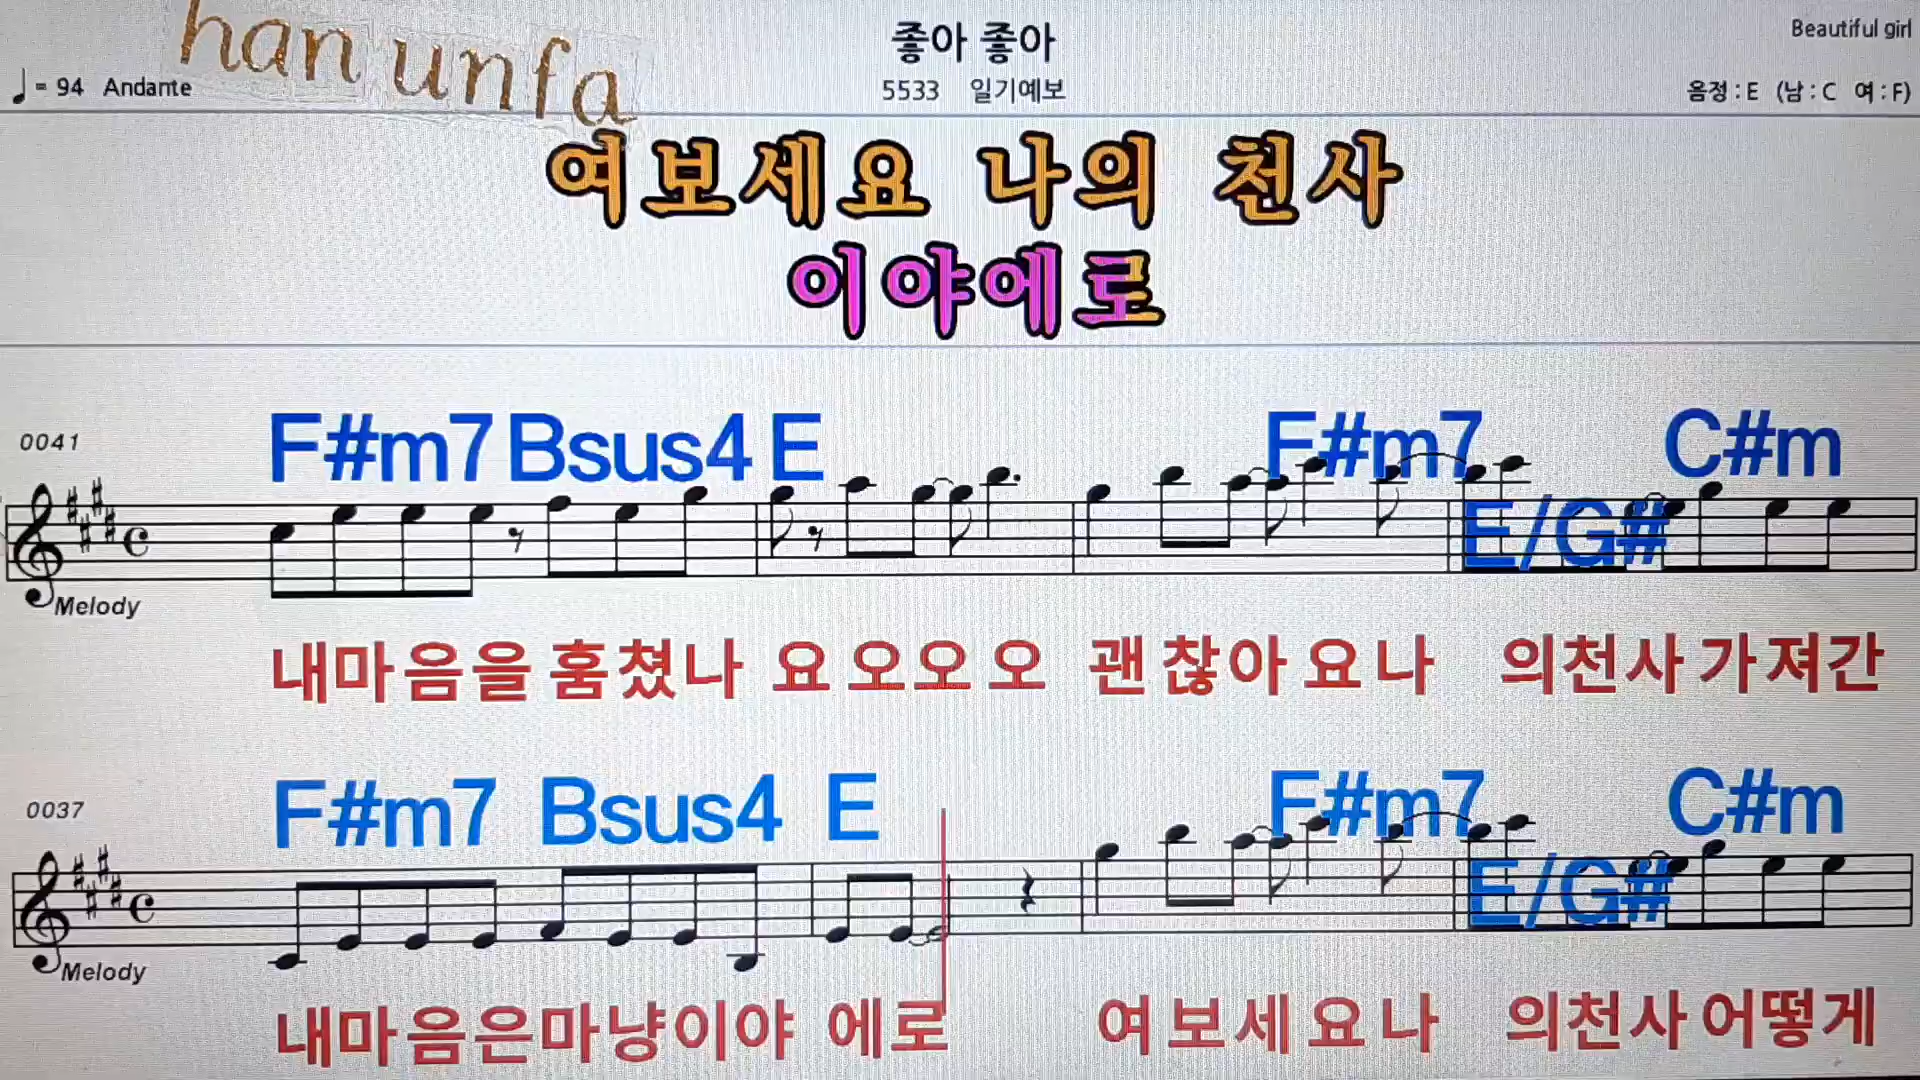 han unfa
좋아 좋아
Beautiful girl
♩= 94 Andante
5533 일기예보
음정 : E (남 : C 여 : F)
여보세요 나의 천사
이야에로
0041
F#m7 Bsus4 E F#m7 E/G# C#m
Melody
내마음을훔쳤나 요오오오 괜찮아요나 의천사가져간
0037
F#m7 Bsus4 E F#m7 E/G# C#m
Melody
내마음은마냥이야 에로 여보세요나 의천사어떻게